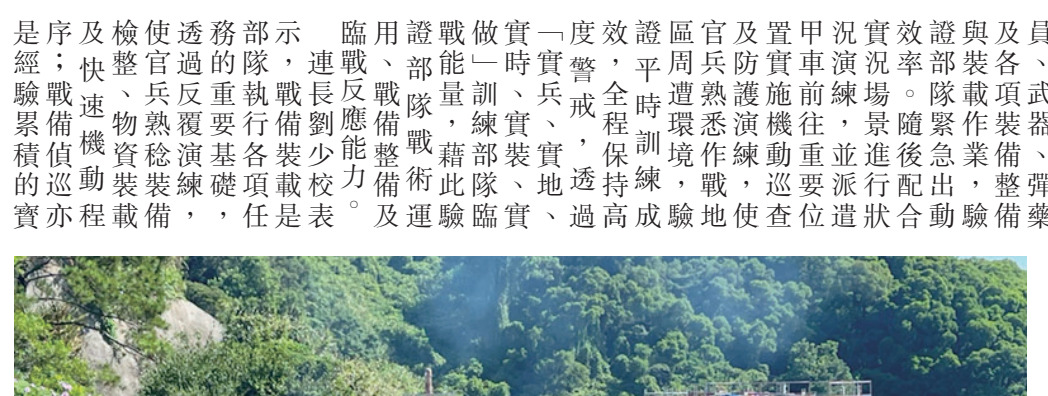 員、武器、彈藥
及各項裝備整備
與裝載作業，驗
證部隊緊急出動
效率。隨後配合
實況場景進行狀
況演練，並派遣
甲車前往重要位
置實施機動巡查
及防護演練，使
官兵熟悉作戰地
區周遭環境，驗
證平時訓練成
效，全程保持高
度警戒，透過
「實兵、實地、
實時、實裝、實
做」訓練部隊臨
戰能量，藉此驗
證部隊戰術運
用、戰備整備及
臨戰反應能力。
連長劉少校表
示，戰備裝載是
部隊執行各項任
務的重要基礎，
透過反覆演練，
使官兵熟稔裝備
檢整、物資裝載
及快速機動程
序；戰備偵巡亦
是經驗累積的寶